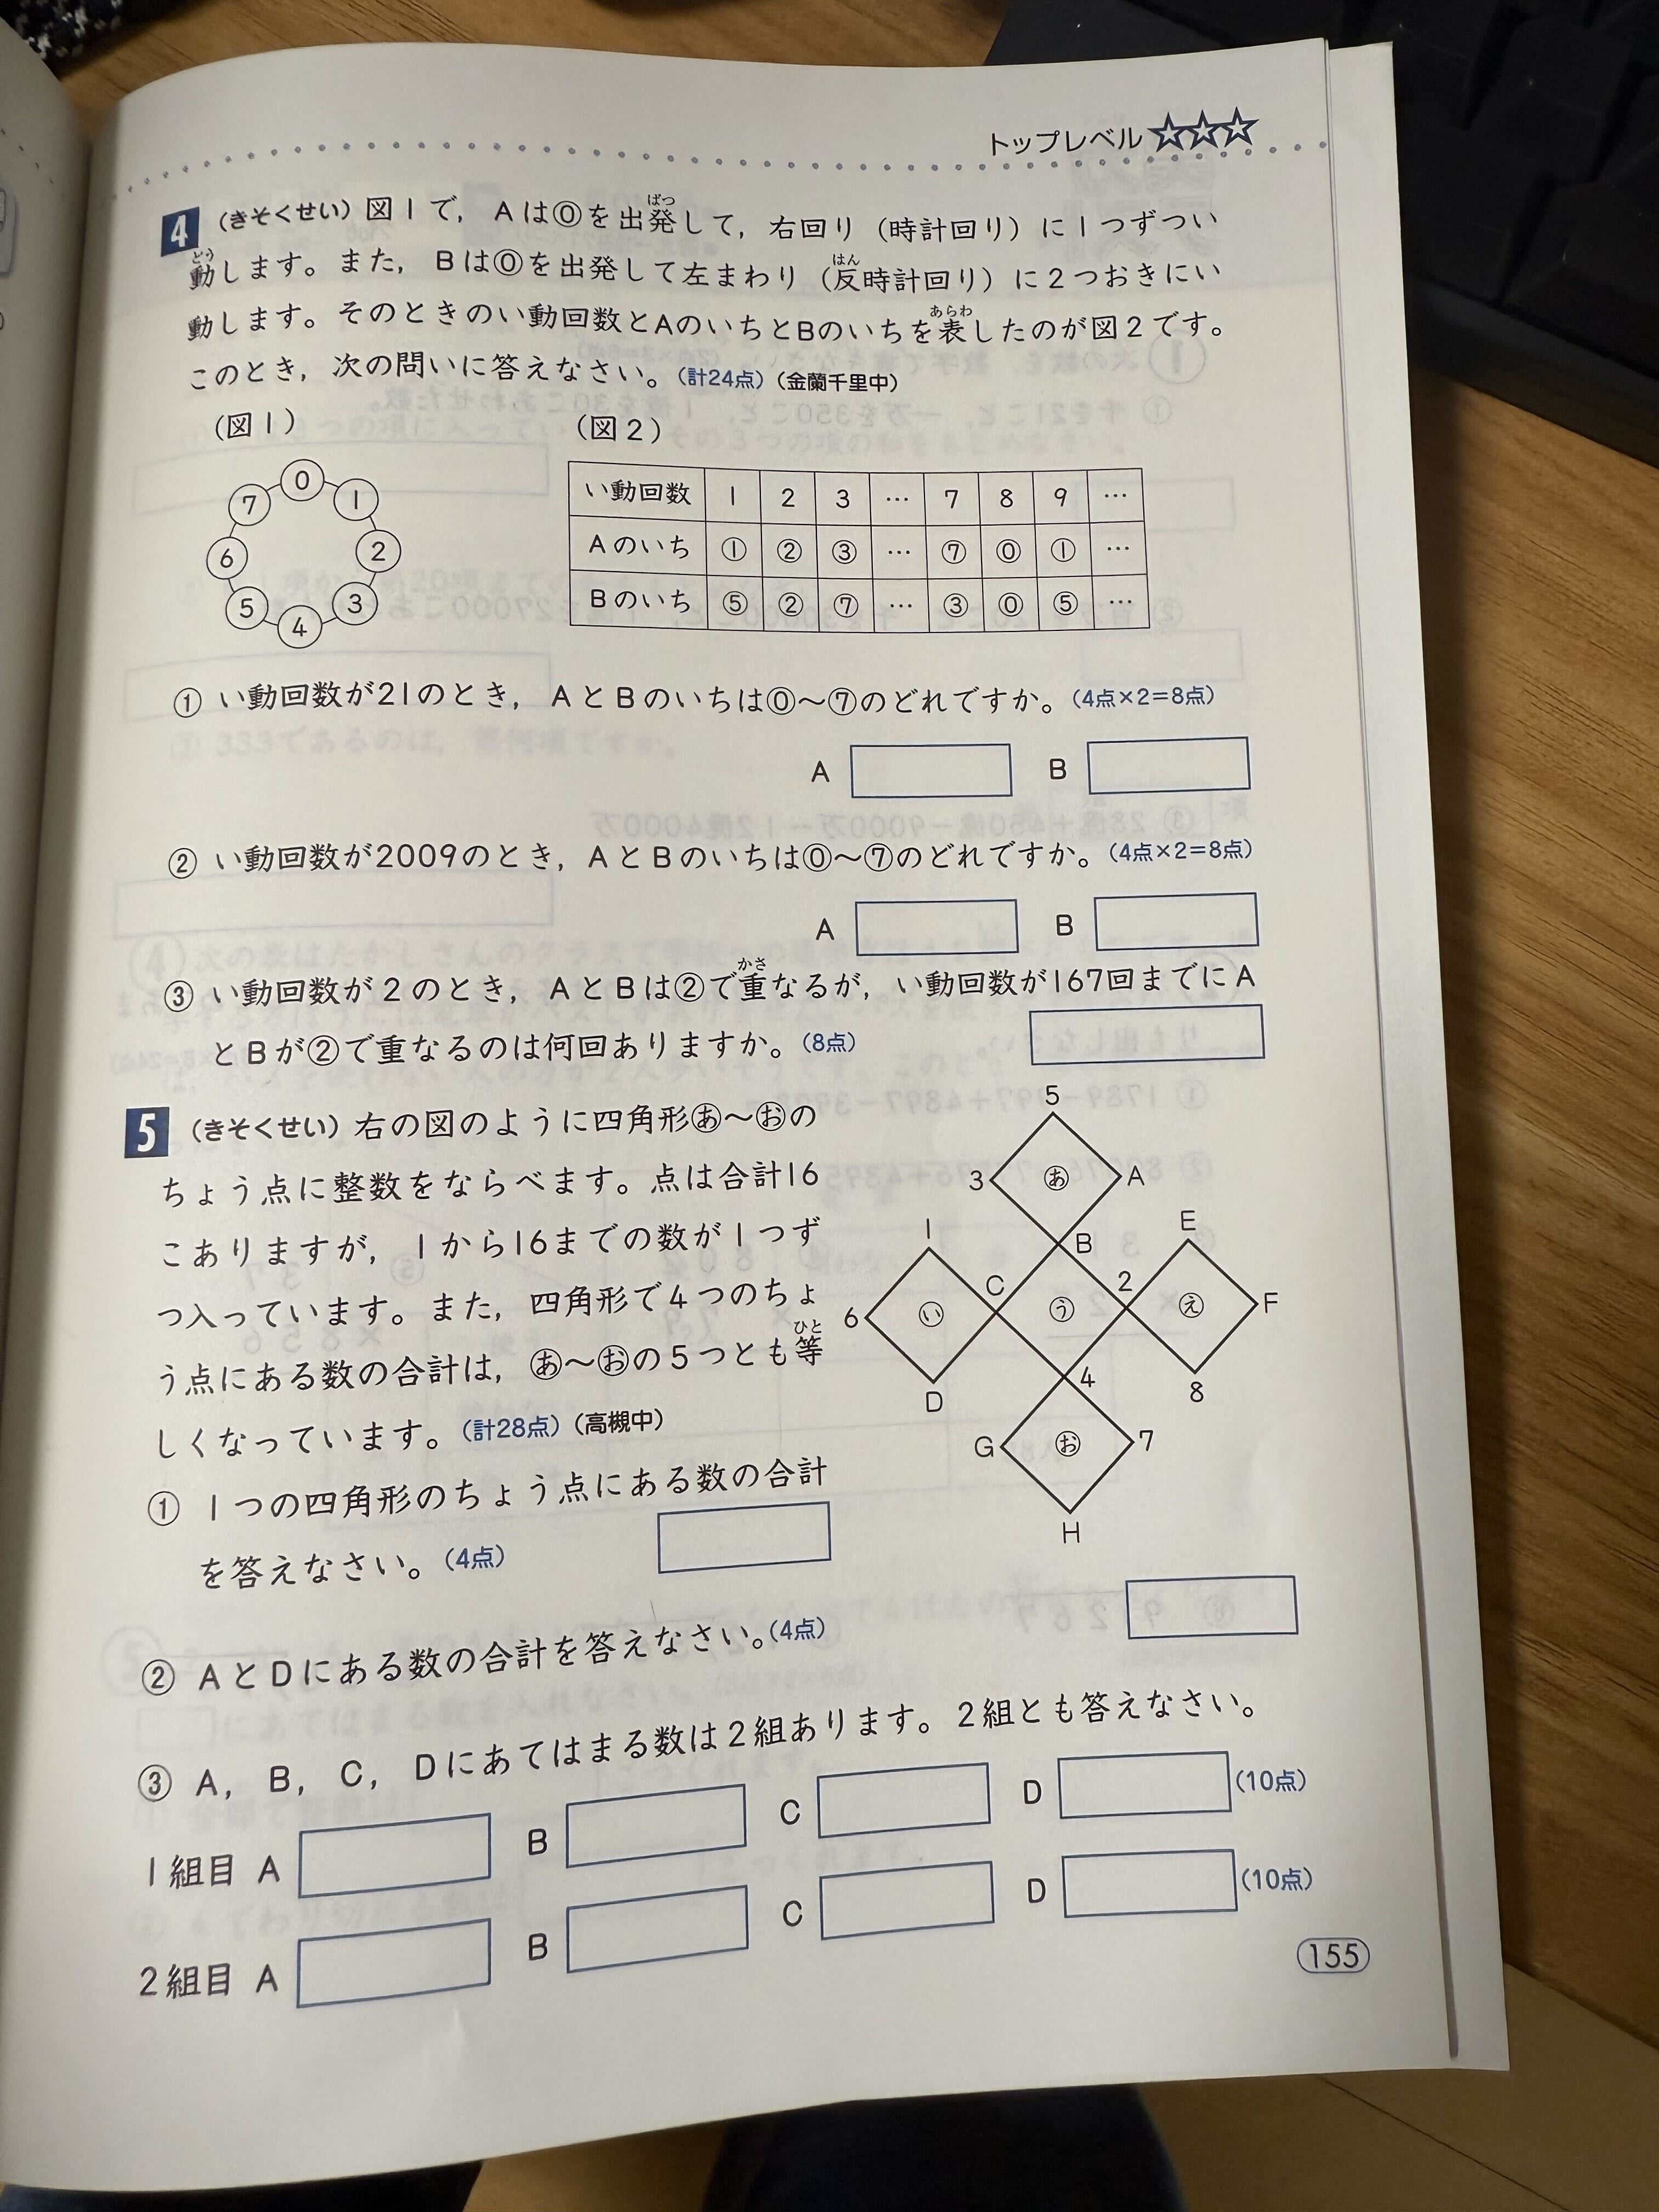 トップレベル☆☆☆
4 (きそくせい) 図1で，Aは⓪を出発して，右回り（時計回り）に1つずつい
動します。また，Bは⓪を出発して左まわり（反時計回り）に2つおきにい
動します。そのときのい動回数とAのいちとBのいちを表したのが図2です。
このとき，次の問いに答えなさい。(計24点)(金蘭千里中)
(図1) (図2)
0 1 2 3 4 5 6 7
い動回数 1 2 3 … 7 8 9 …
Aのいち ① ② ③ … ⑦ ⓪ ① …
Bのいち ⑤ ② ⑦ … ③ ⓪ ⑤ …
① い動回数が21のとき，AとBのいちは⓪〜⑦のどれですか。(4点×2=8点)
A B
② い動回数が2009のとき，AとBのいちは⓪〜⑦のどれですか。(4点×2=8点)
A B
③ い動回数が2のとき，AとBは②で重なるが，い動回数が167回までにA
とBが②で重なるのは何回ありますか。(8点)
5 (きそくせい) 右の図のように四角形あ〜おの
ちょう点に整数をならべます。点は合計16
こありますが，1から16までの数が1つず
つ入っています。また，四角形で4つのちょ
う点にある数の合計は，あ〜おの5つとも等
しくなっています。(計28点)(高槻中)
5
3 あ A
1 B E
C 2
6 い う え F
D 4 8
G お 7
H
① 1つの四角形のちょう点にある数の合計
を答えなさい。(4点)
② AとDにある数の合計を答えなさい。(4点)
③ A，B，C，Dにあてはまる数は2組あります。2組とも答えなさい。
1組目 A B C D (10点)
2組目 A B C D (10点)
155